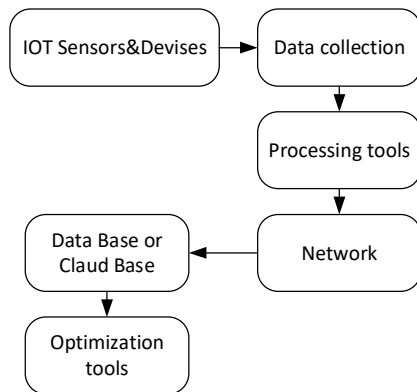 IOT Sensors&Devises
Data collection
Processing tools
Network
Data Base or
Claud Base
Optimization
tools